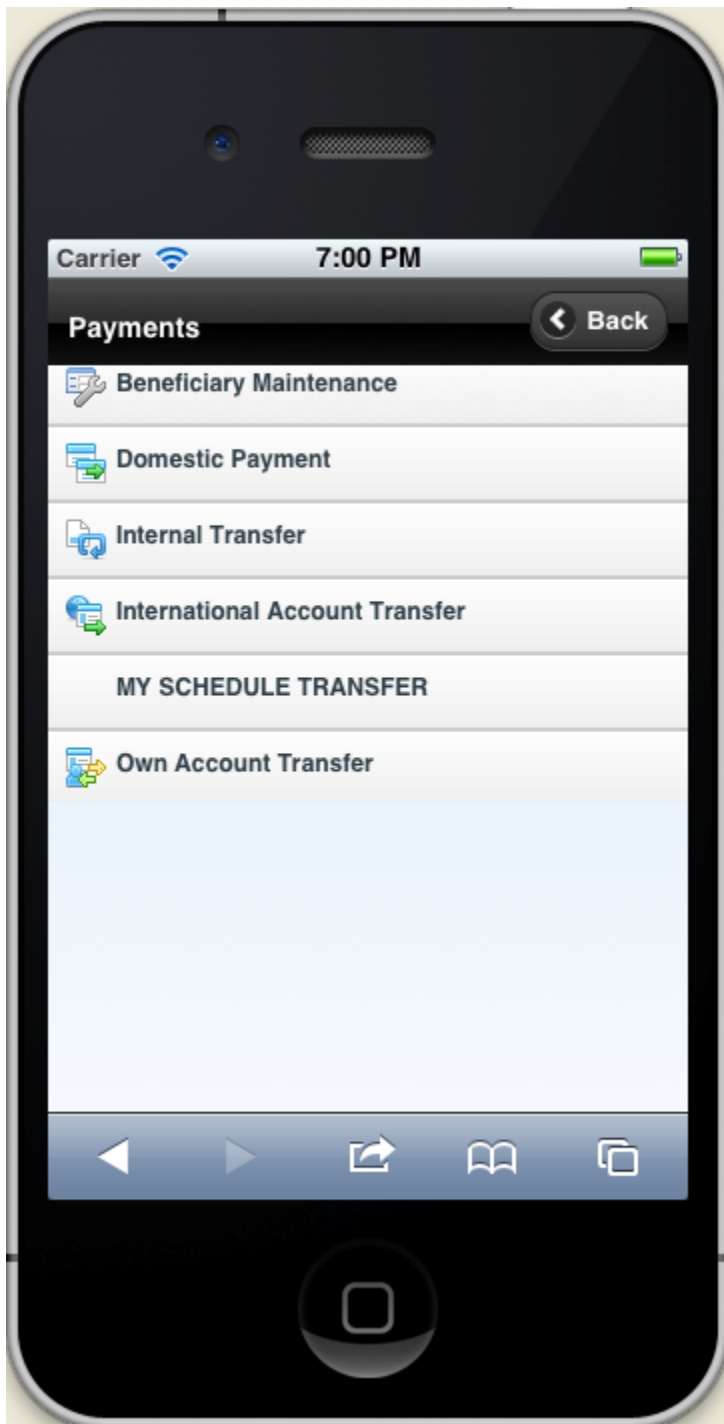 Carrier 7:00 PM
Payments Back
Beneficiary Maintenance
Domestic Payment
Internal Transfer
International Account Transfer
MY SCHEDULE TRANSFER
Own Account Transfer